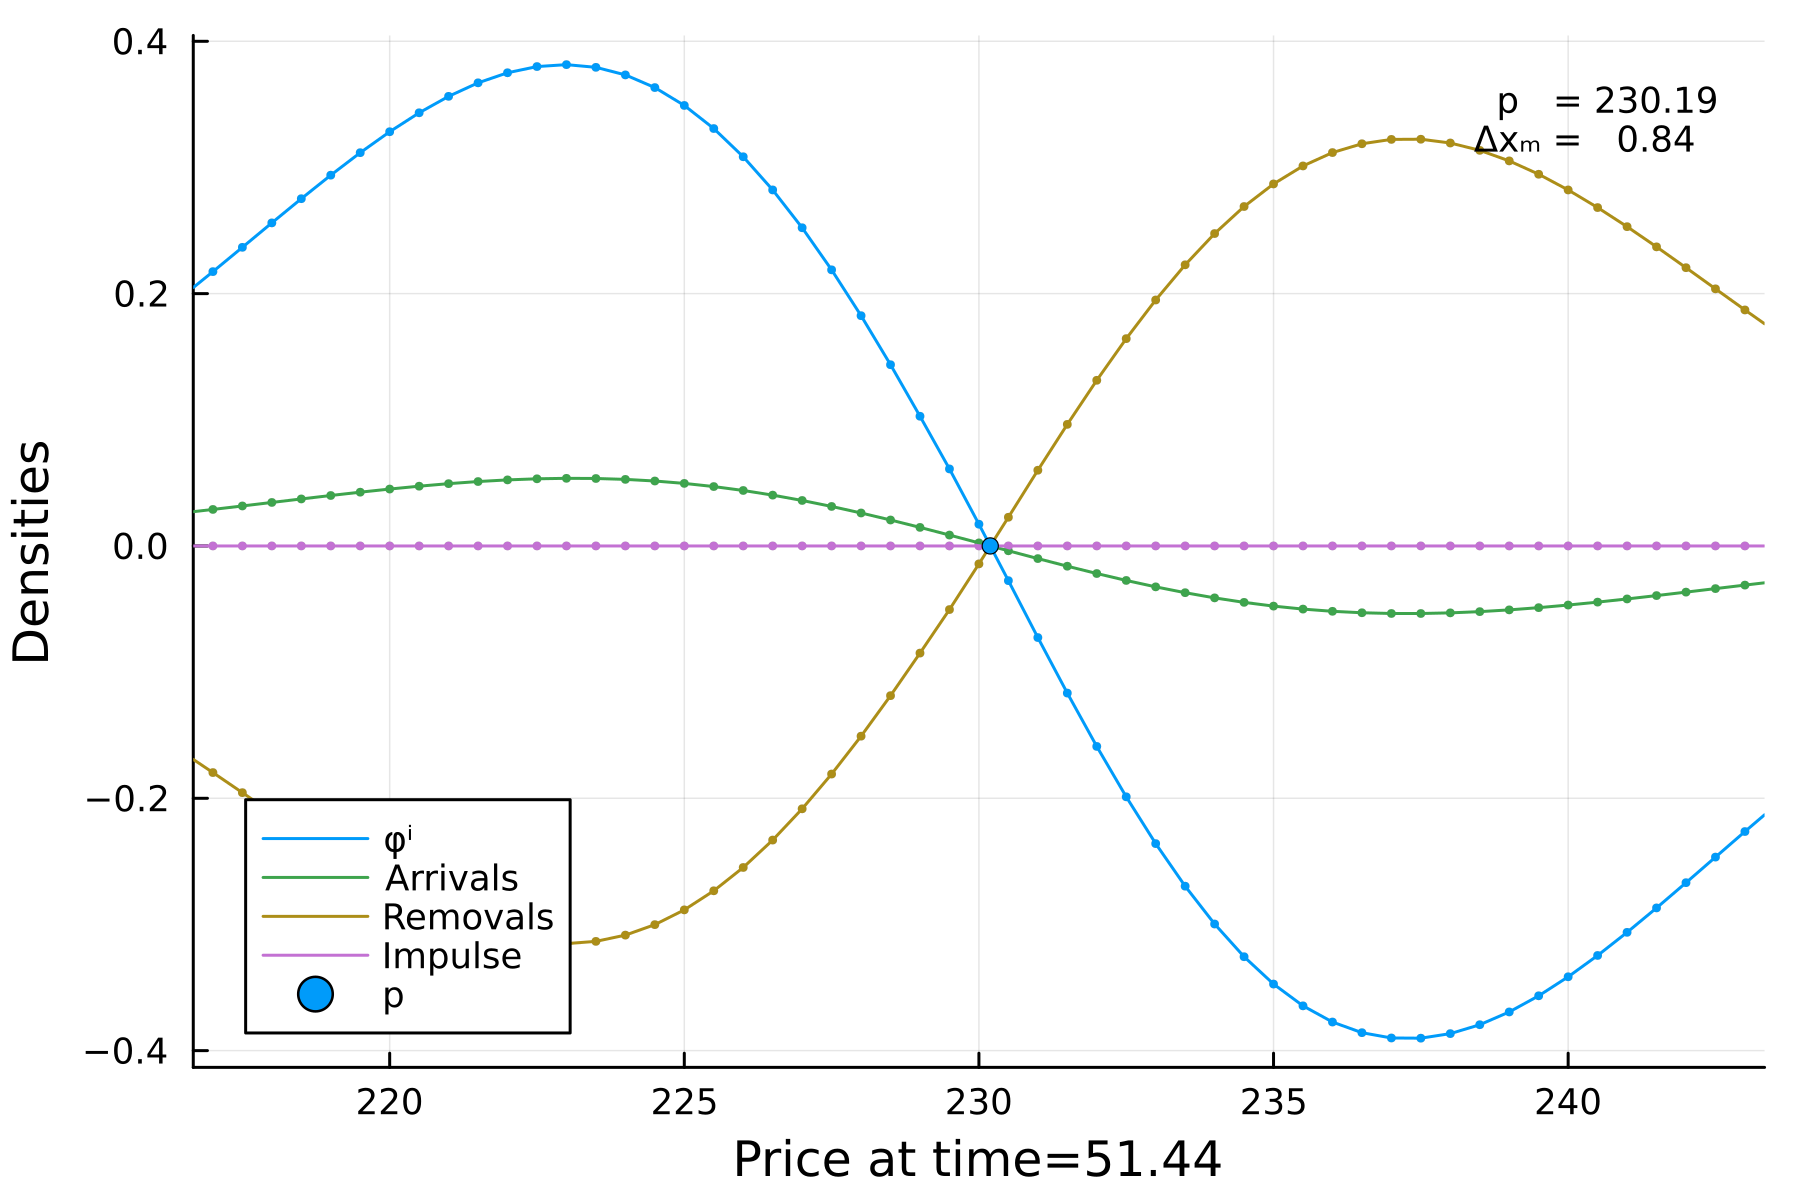 0.4
0.2
0.0
−0.2
−0.4
Densities
p = 230.19
Δxₘ = 0.84
φⁱ
Arrivals
Removals
Impulse
p
220 225 230 235 240
Price at time=51.44